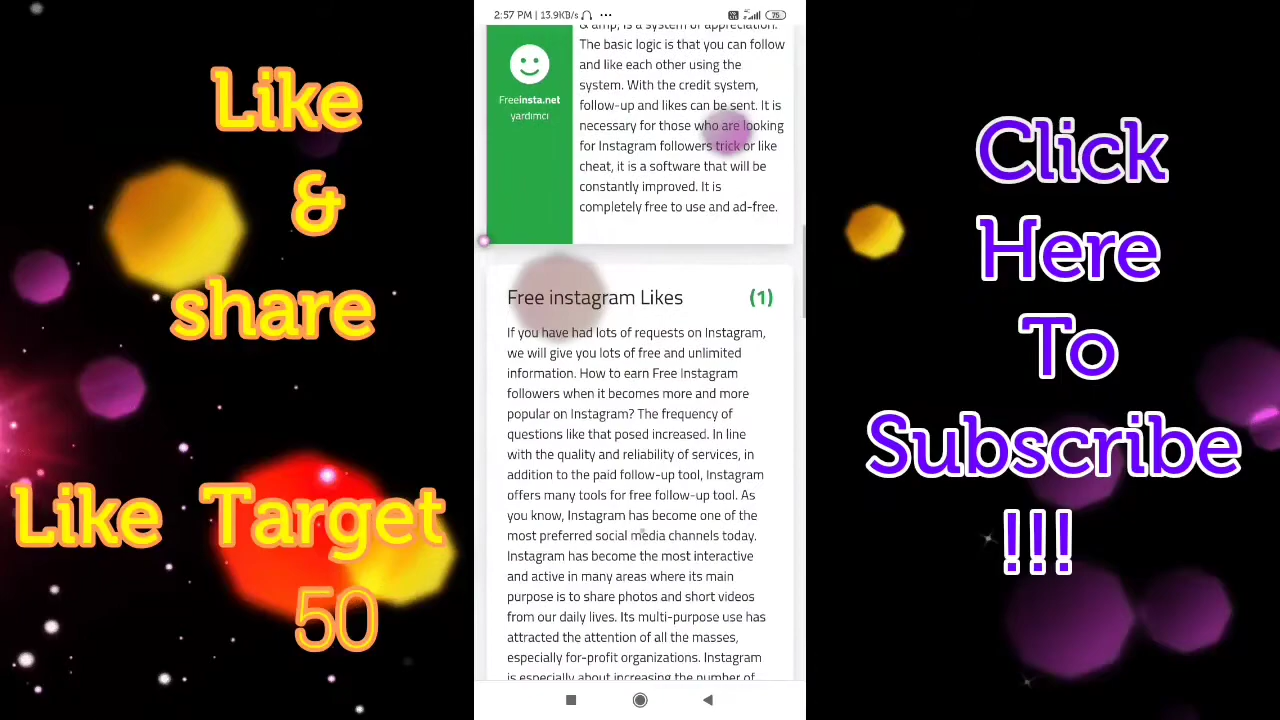 Like
&
share
Like Target
50
2:57 PM | 13.9KB/s
75
& amp; is a system of appreciation.
The basic logic is that you can follow
and like each other using the
system. With the credit system,
follow-up and likes can be sent. It is
necessary for those who are looking
for Instagram followers trick or like
cheat, it is a software that will be
constantly improved. It is
completely free to use and ad-free.
Freeinsta.net
yardımcı
Free instagram Likes (1)
If you have had lots of requests on Instagram,
we will give you lots of free and unlimited
information. How to earn Free Instagram
followers when it becomes more and more
popular on Instagram? The frequency of
questions like that posed increased. In line
with the quality and reliability of services, in
addition to the paid follow-up tool, Instagram
offers many tools for free follow-up tool. As
you know, Instagram has become one of the
most preferred social media channels today.
Instagram has become the most interactive
and active in many areas where its main
purpose is to share photos and short videos
from our daily lives. Its multi-purpose use has
attracted the attention of all the masses,
especially for-profit organizations. Instagram
is especially about increasing the number of
Click
Here
To
Subscribe
!!!